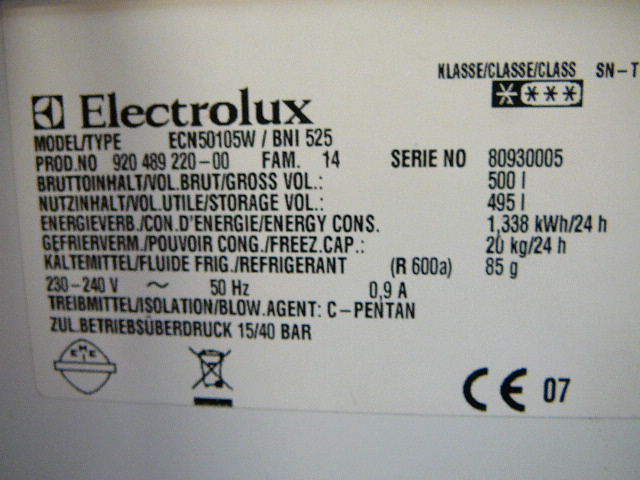 KLASSE/CLASSE/CLASS SN-T
Electrolux
MODEL/TYPE ECN50105W / BNI 525
PROD.NO 920 489 220-00 FAM. 14 SERIE NO 80930005
BRUTTOINHALT/VOL.BRUT/GROSS VOL.: 500 l
NUTZINHALT/VOL.UTILE/STORAGE VOL.: 495 l
ENERGIEVERB./CON.D'ENERGIE/ENERGY CONS. 1,338 kWh/24 h
GEFRIERVERM./POUVOIR CONG./FREEZ.CAP.: 20 kg/24 h
KALTEMITTEL/FLUIDE FRIG./REFRIGERANT (R 600a) 85 g
230-240 V ~ 50 Hz 0,9 A
TREIBMITTEL/ISOLATION/BLOW.AGENT: C-PENTAN
ZUL.BETRIEBSÜBERDRUCK 15/40 BAR
CE 07